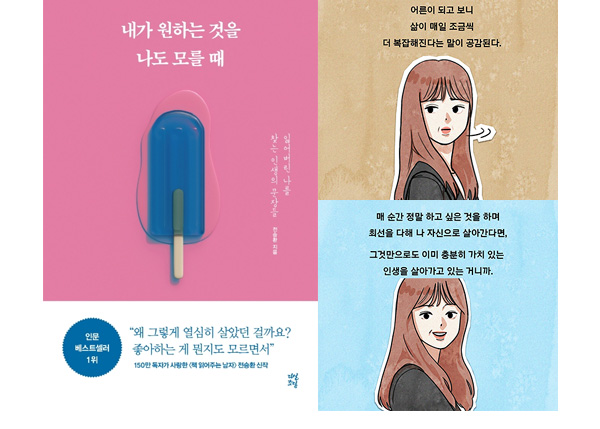 내가 원하는 것을
나도 모를 때
잃어버린 나를
찾는 인생의 문장들
전승환 지음
인문
베스트셀러
1위
“왜 그렇게 열심히 살았던 걸까요?
좋아하는 게 뭔지도 모르면서”
150만 독자가 사랑한 《책 읽어주는 남자》 전승환 신작
다산
초당
어른이 되고 보니
삶이 매일 조금씩
더 복잡해진다는 말이 공감된다.
매 순간 정말 하고 싶은 것을 하며
최선을 다해 나 자신으로 살아간다면,
그것만으로도 이미 충분히 가치 있는
인생을 살아가고 있는 거니까.